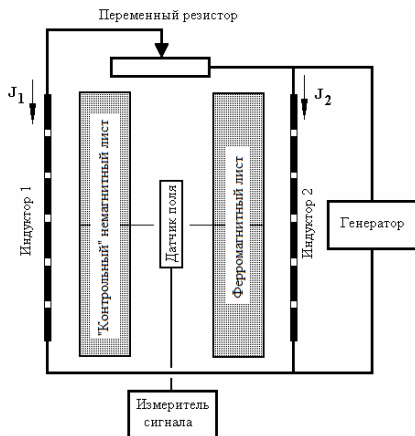 Переменный резистор
J1
J2
Индуктор 1
"Контрольный" немагнитный лист
Датчик поля
Ферромагнитный лист
Индуктор 2
Генератор
Измеритель
сигнала